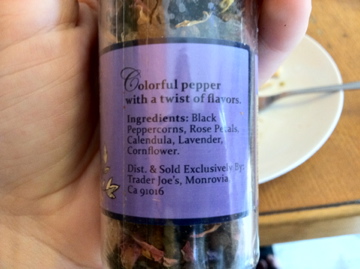 Colorful pepper
with a twist of flavors.
Ingredients: Black
Peppercorns, Rose Petals,
Calendula, Lavender,
Cornflower.
Dist. & Sold Exclusively By:
Trader Joe's, Monrovia,
Ca 91016